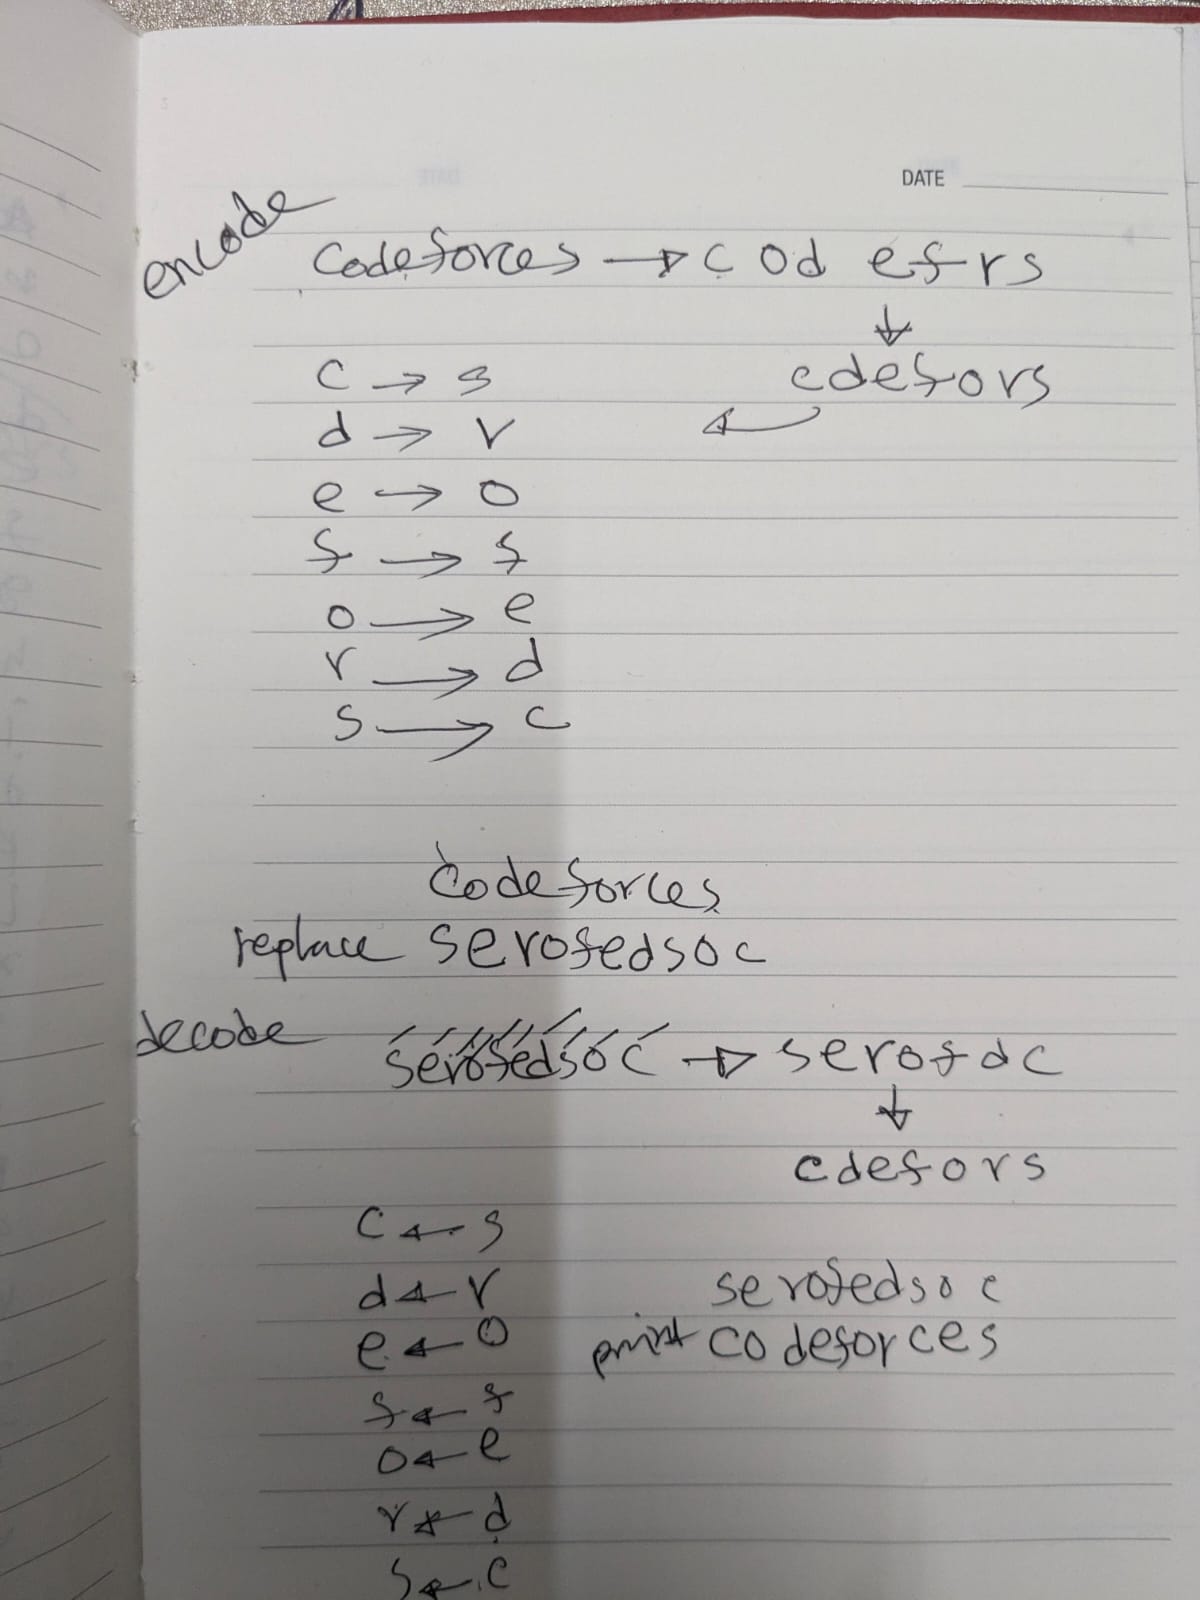 DATE
encode
codeforces → c o d e f r s
↓
cdefors
c → s
d → r
e → o
f → f
o → e
r → d
s → c
codeforces
replace serofedsoc
decode serofedsoc → serofdc
↓
cdefors
c ← s
d ← r
e ← o
f ← f
o ← e
r ← d
s ← c
serofedsoc
print codeforces